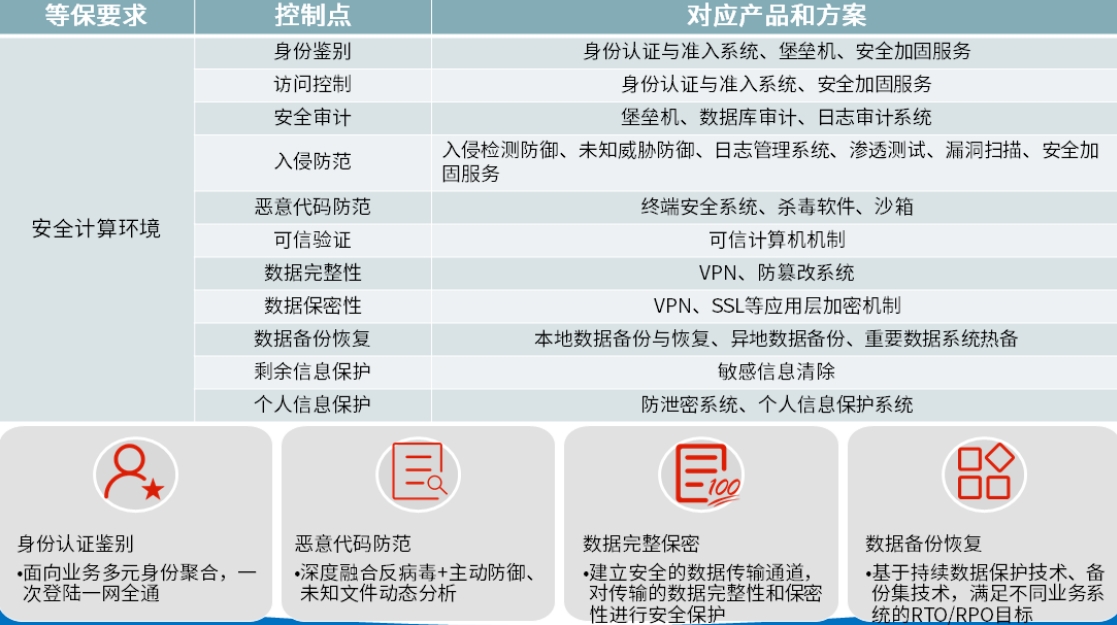 等保要求 控制点 对应产品和方案
身份鉴别 身份认证与准入系统、堡垒机、安全加固服务
访问控制 身份认证与准入系统、安全加固服务
安全审计 堡垒机、数据库审计、日志审计系统
入侵防范 入侵检测防御、未知威胁防御、日志管理系统、渗透测试、漏洞扫描、安全加
固服务
安全计算环境
恶意代码防范 终端安全系统、杀毒软件、沙箱
可信验证 可信计算机机制
数据完整性 VPN、防篡改系统
数据保密性 VPN、SSL等应用层加密机制
数据备份恢复 本地数据备份与恢复、异地数据备份、重要数据系统热备
剩余信息保护 敏感信息清除
个人信息保护 防泄密系统、个人信息保护系统
身份认证鉴别
•面向业务多元身份聚合，一
次登陆一网全通
恶意代码防范
•深度融合反病毒+主动防御、
未知文件动态分析
100
数据完整保密
•建立安全的数据传输通道，
对传输的数据完整性和保密
性进行安全保护
数据备份恢复
•基于持续数据保护技术、备
份集技术，满足不同业务系
统的RTO/RPO目标